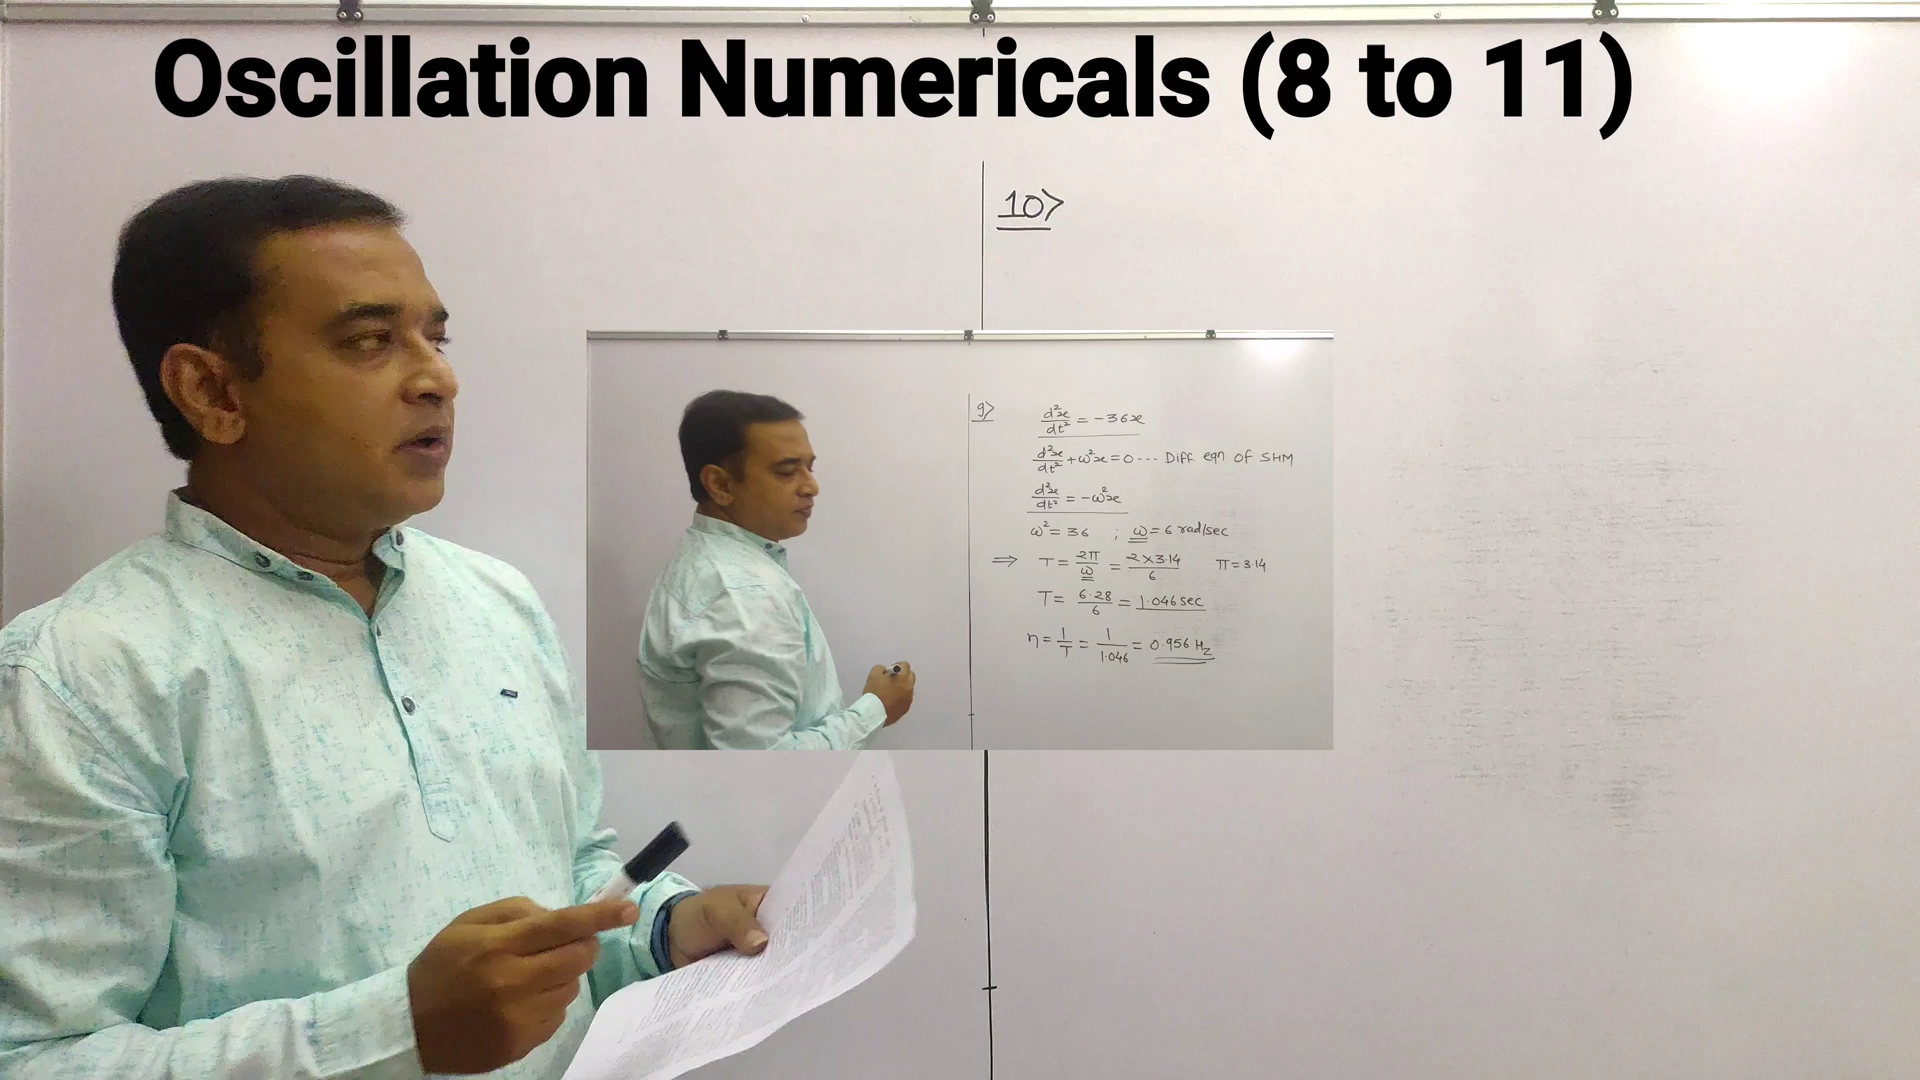 Oscillation Numericals (8 to 11)
10>
9> d²x/dt² = -36x
d²x/dt² + ω²x = 0 --- Diff. eqn of SHM
d²x/dt² = -ω²x
ω² = 36 ; ω = 6 rad/sec
⇒ T = 2π/ω = 2×3.14/6 π = 3.14
T = 6.28/6 = 1.046 sec
n = 1/T = 1/1.046 = 0.956 Hz